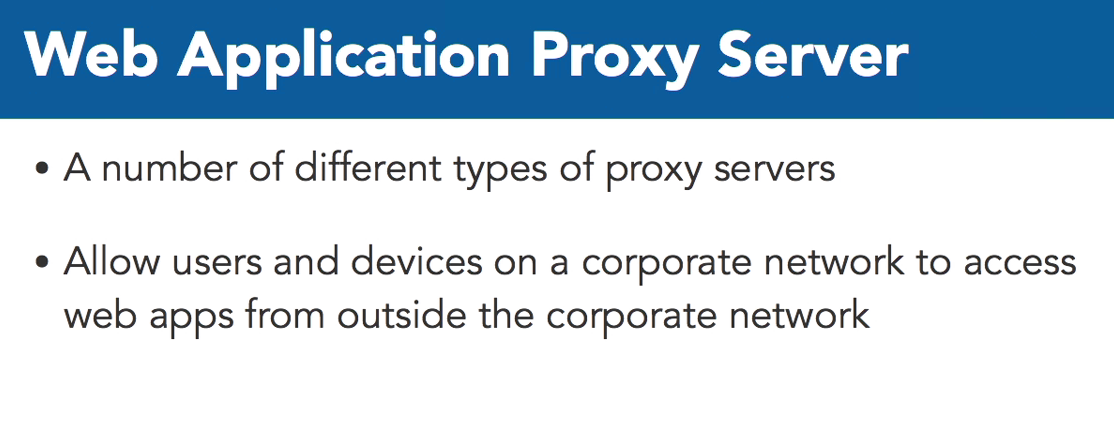 Web Application Proxy Server
• A number of different types of proxy servers
• Allow users and devices on a corporate network to access
web apps from outside the corporate network